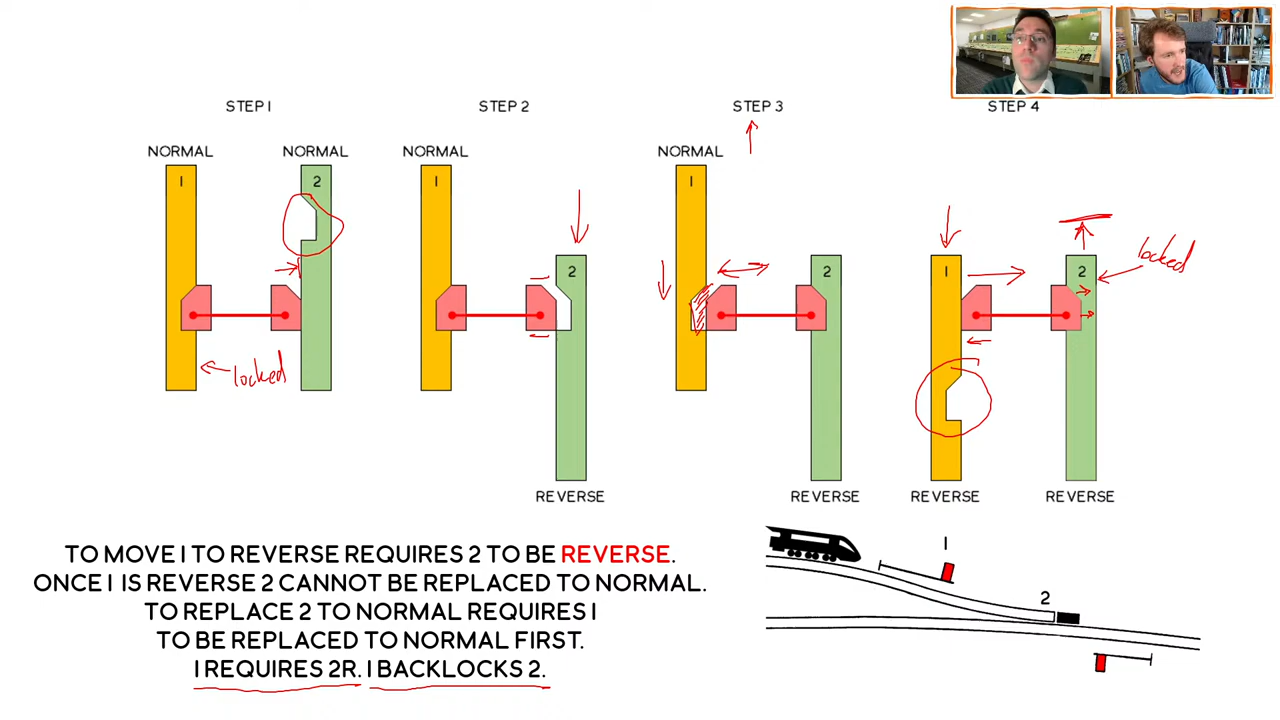 STEP 1
STEP 2
STEP 3
STEP 4
NORMAL
NORMAL
NORMAL
NORMAL
1
2
1
2
1
2
1
2
locked
locked
REVERSE
REVERSE
REVERSE
REVERSE
TO MOVE 1 TO REVERSE REQUIRES 2 TO BE REVERSE.
ONCE 1 IS REVERSE 2 CANNOT BE REPLACED TO NORMAL.
TO REPLACE 2 TO NORMAL REQUIRES 1
TO BE REPLACED TO NORMAL FIRST.
1 REQUIRES 2R. 1 BACKLOCKS 2.
1
2